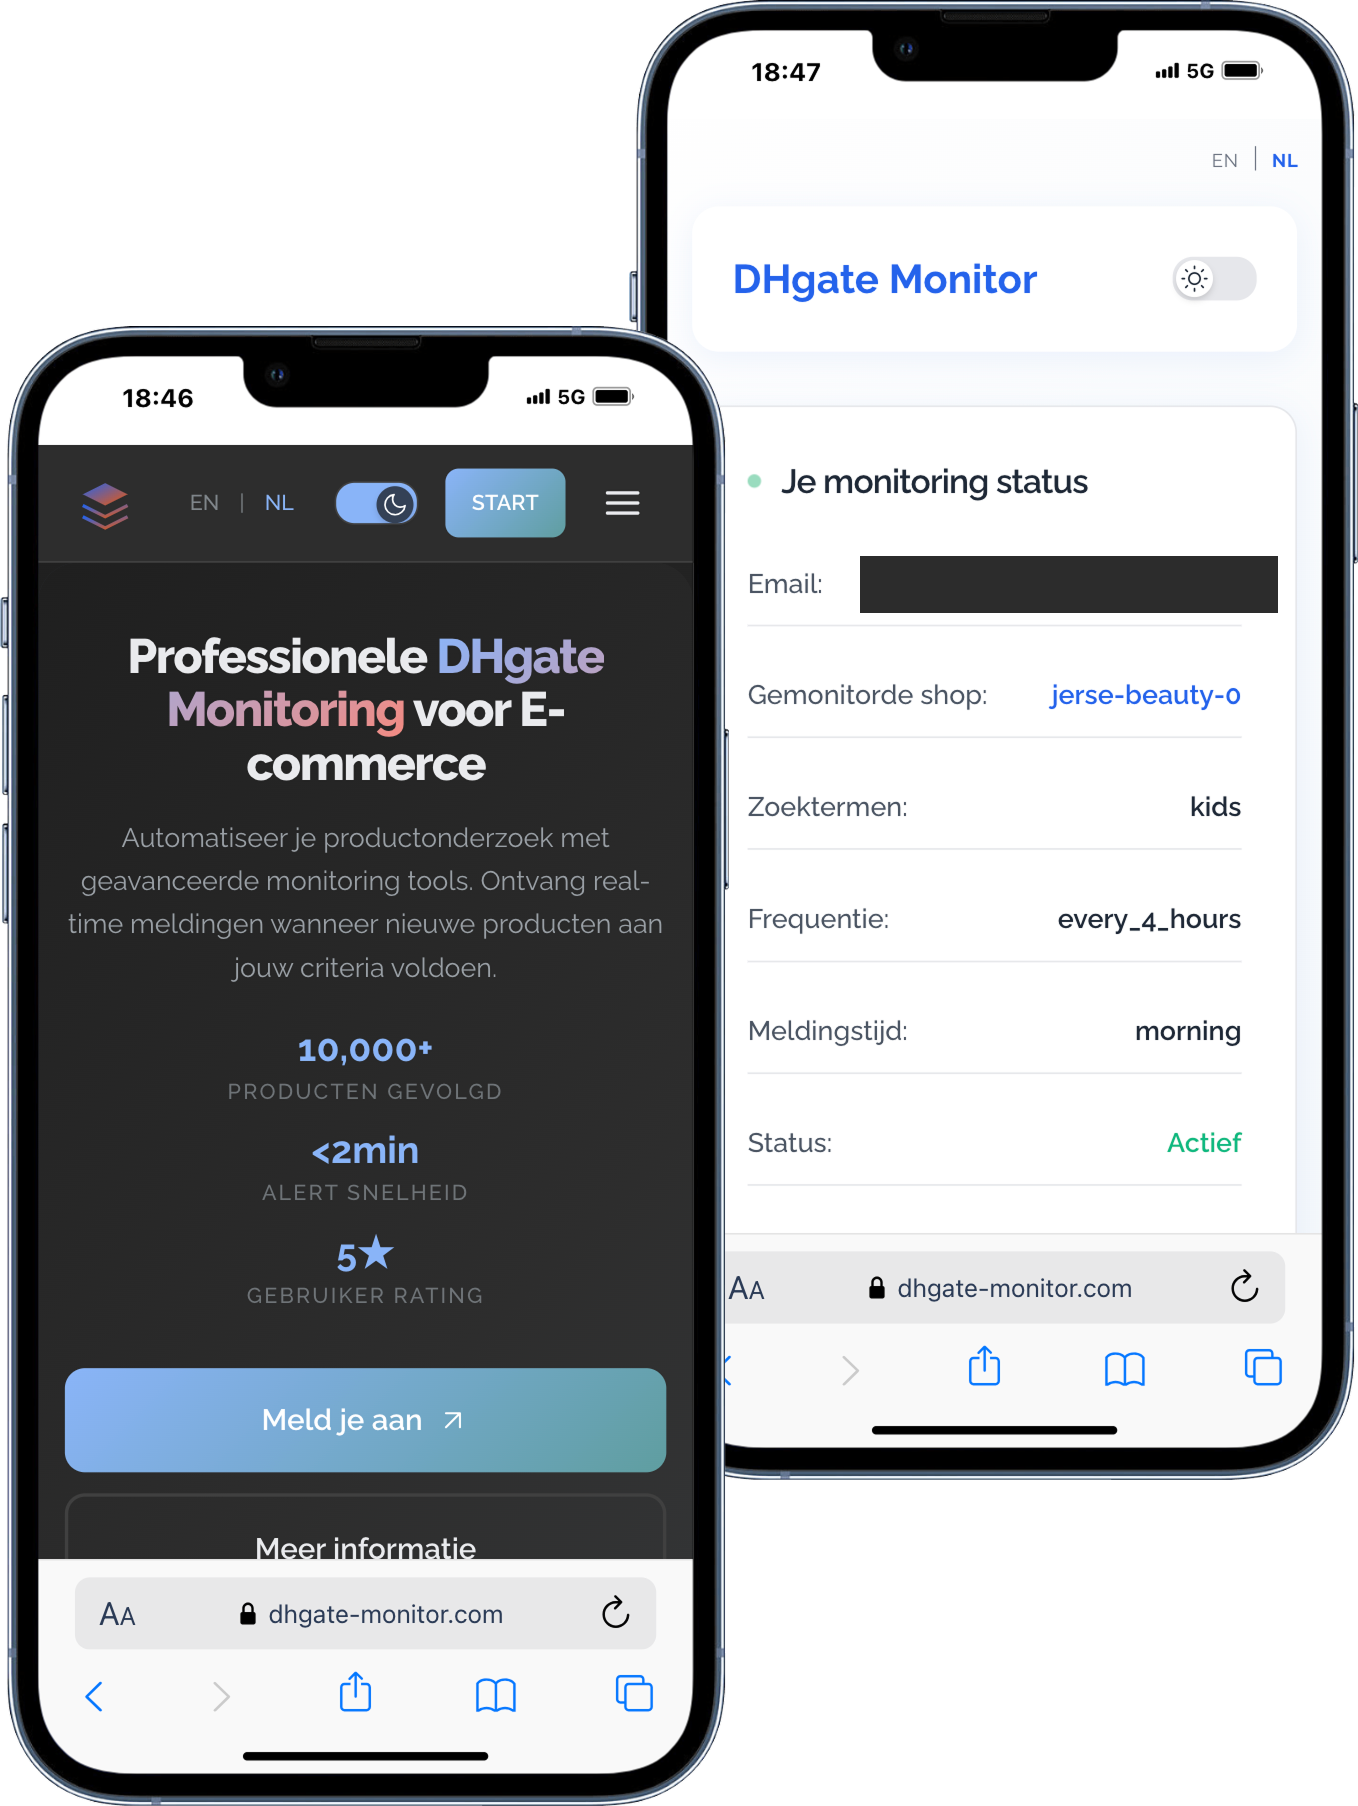 18:47
5G
EN | NL
DHgate Monitor
Je monitoring status
Email:
Gemonitorde shop: jerse-beauty-0
Zoektermen: kids
Frequentie: every_4_hours
Meldingstijd: morning
Status: Actief
AA dhgate-monitor.com
18:46
5G
EN | NL START
Professionele DHgate
Monitoring voor E-
commerce
Automatiseer je productonderzoek met
geavanceerde monitoring tools. Ontvang real-
time meldingen wanneer nieuwe producten aan
jouw criteria voldoen.
10,000+
PRODUCTEN GEVOLGD
<2min
ALERT SNELHEID
5★
GEBRUIKER RATING
Meld je aan
Meer informatie
AA dhgate-monitor.com